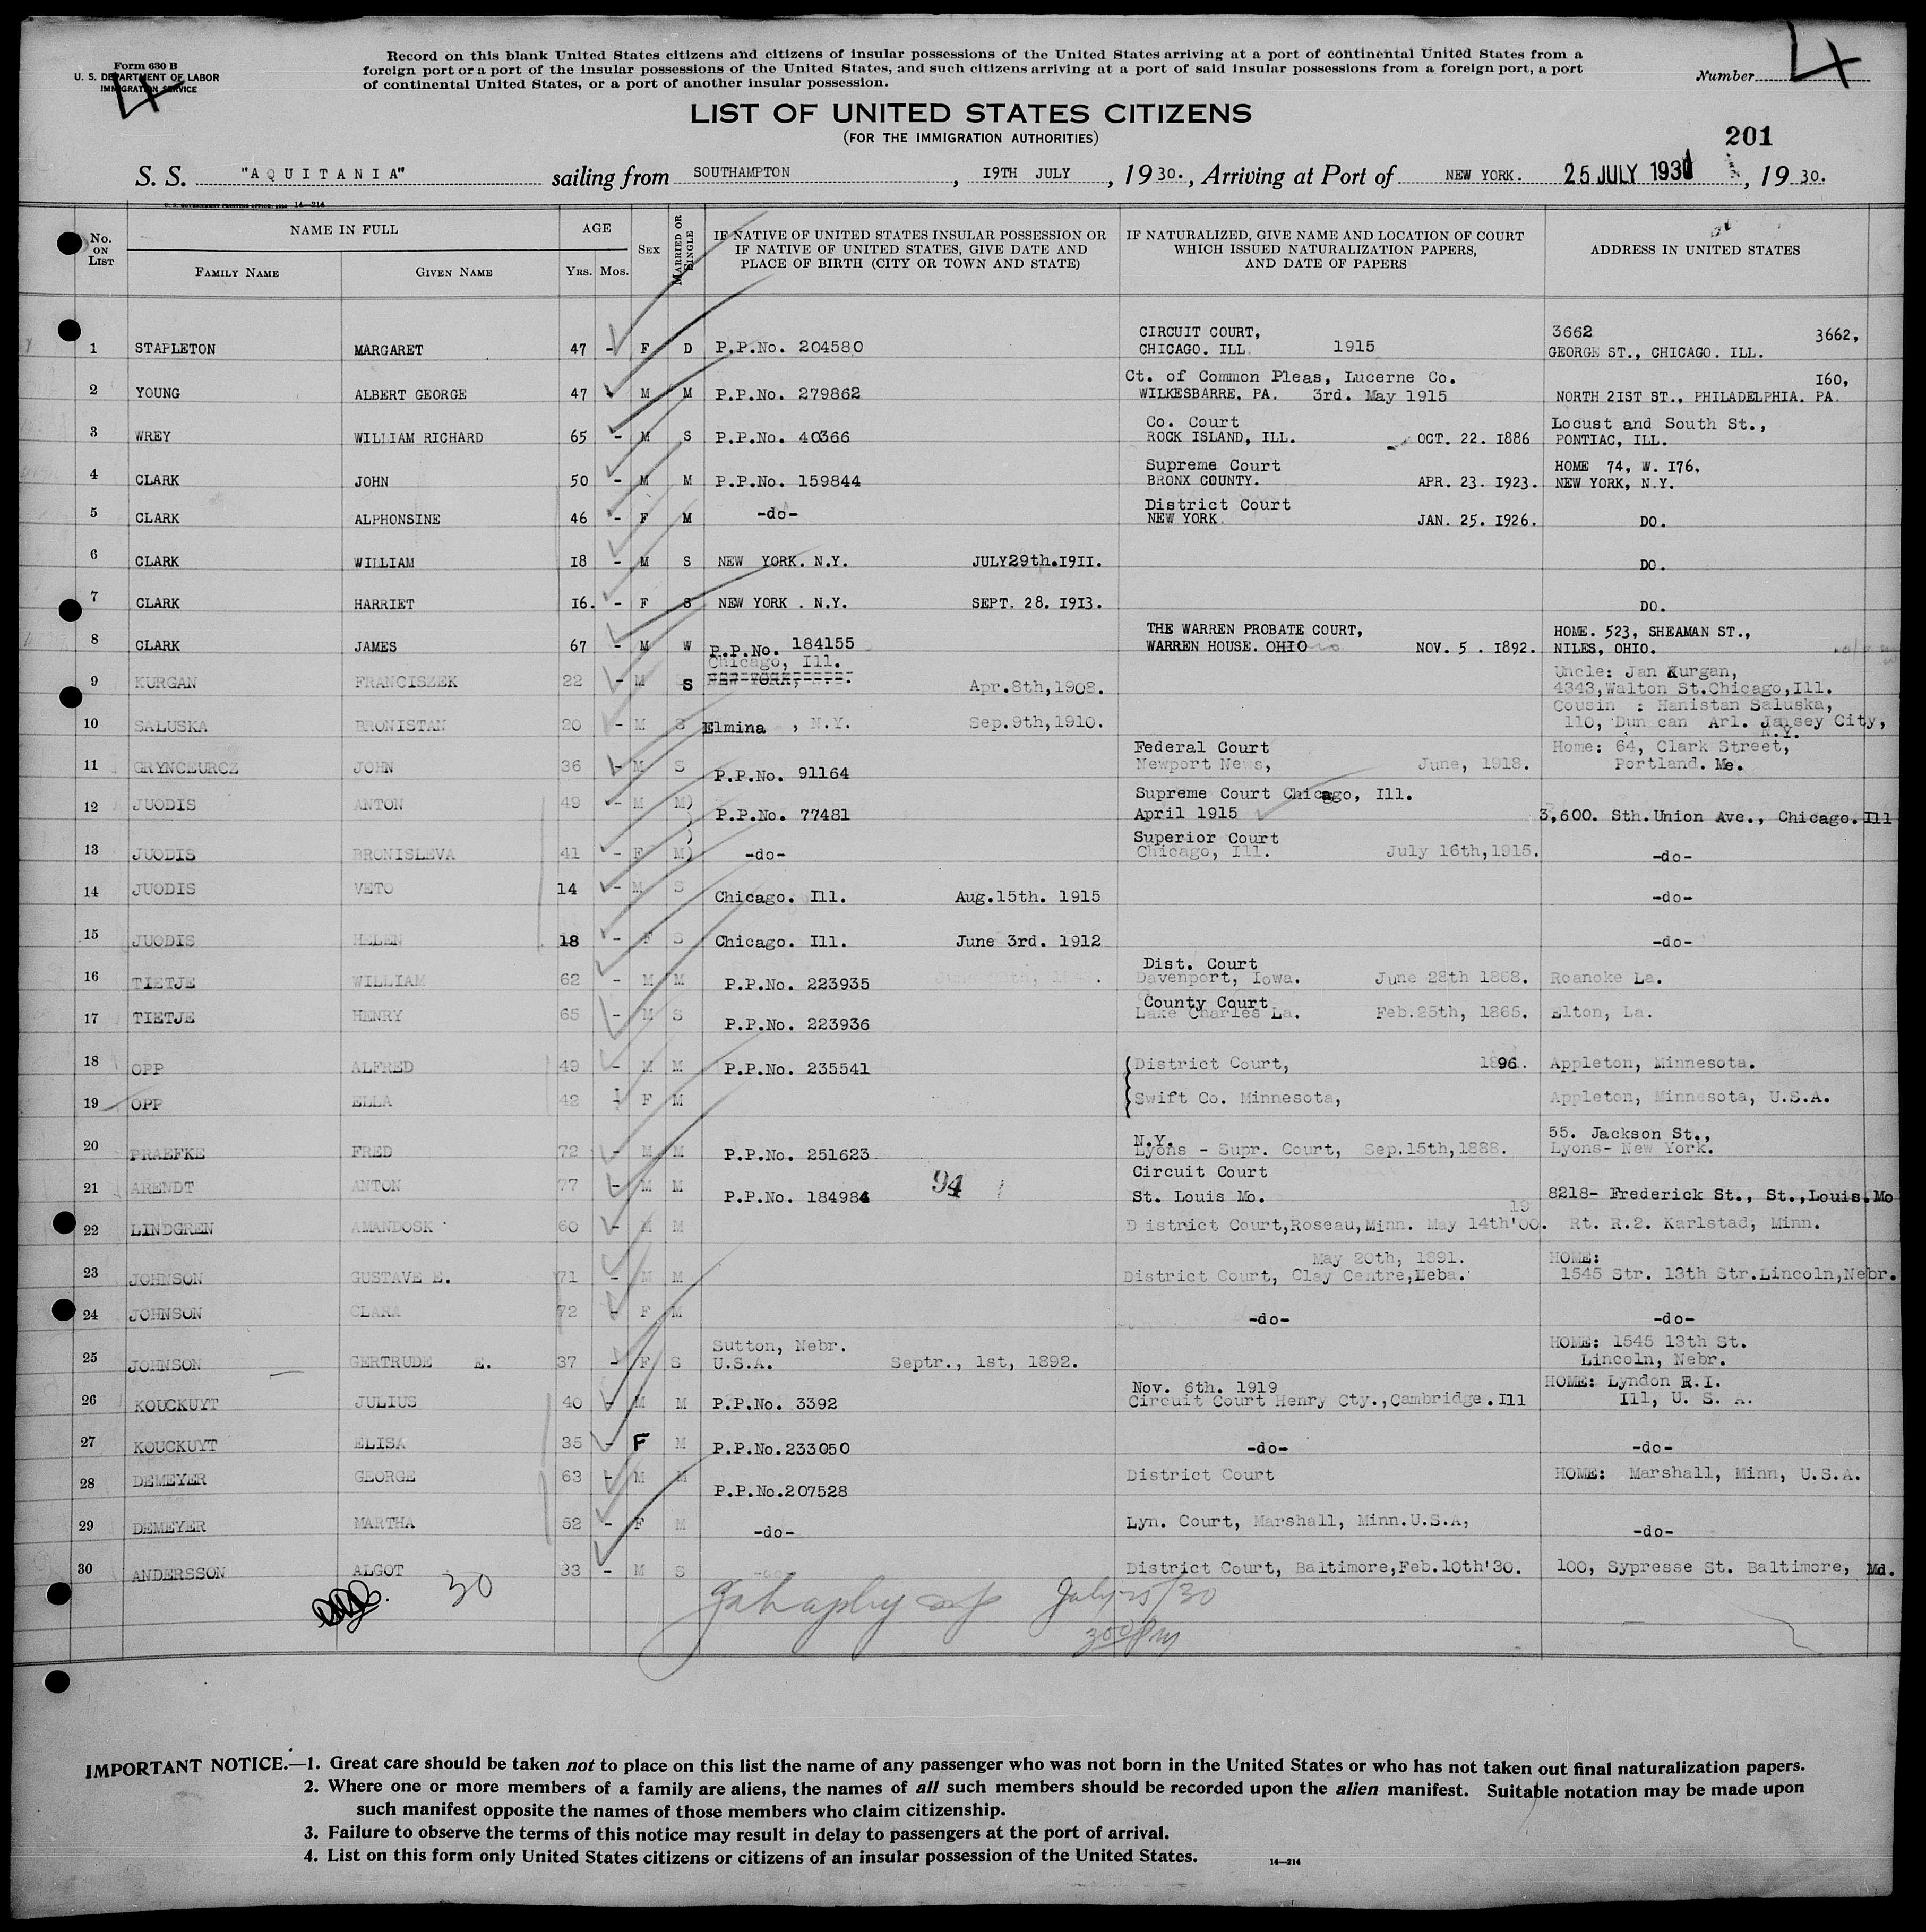 Form 630 B
U. S. DEPARTMENT OF LABOR
IMMIGRATION SERVICE
4
Record on this blank United States citizens and citizens of insular possessions of the United States arriving at a port of continental United States from a
foreign port or a port of the insular possessions of the United States, and such citizens arriving at a port of said insular possessions from a foreign port, a port
of continental United States, or a port of another insular possession.
Number 4
LIST OF UNITED STATES CITIZENS
(FOR THE IMMIGRATION AUTHORITIES)
201
S. S. "AQUITANIA" sailing from SOUTHAMPTON, I9TH JULY, 1930., Arriving at Port of NEW YORK. 25 JULY 1930, 1930.
14—214
No. ON LIST
NAME IN FULL
FAMILY NAME
GIVEN NAME
AGE
YRS. MOS.
SEX
MARRIED OR SINGLE
IF NATIVE OF UNITED STATES INSULAR POSSESSION OR
IF NATIVE OF UNITED STATES, GIVE DATE AND
PLACE OF BIRTH (CITY OR TOWN AND STATE)
IF NATURALIZED, GIVE NAME AND LOCATION OF COURT
WHICH ISSUED NATURALIZATION PAPERS,
AND DATE OF PAPERS
ADDRESS IN UNITED STATES
CIRCUIT COURT, 3662 3662,
1 STAPLETON MARGARET 47 - F D P.P.No. 204580 CHICAGO. ILL 1915 GEORGE ST., CHICAGO. ILL.
Ct. of Common Pleas, Lucerne Co. I60,
2 YOUNG ALBERT GEORGE 47 M M P.P.No. 279862 WILKESBARRE, PA. 3rd. May 1915 NORTH 2IST ST., PHILADELPHIA. PA.
Co. Court Locust and South St.,
3 WREY WILLIAM RICHARD 65 - M S P.P.No. 40366 ROCK ISLAND, ILL. OCT. 22. I886 PONTIAC, ILL.
Supreme Court HOME 74, W. I76,
4 CLARK JOHN 50 - M M P.P.No. 159844 BRONX COUNTY. APR. 23. I923. NEW YORK, N.Y.
District Court
5 CLARK ALPHONSINE 46 - F M -do- NEW YORK JAN. 25. I926. DO.
6 CLARK WILLIAM I8 - M S NEW YORK. N.Y. JULY29th.I9II. DO.
7 CLARK HARRIET I6. - F S NEW YORK . N.Y. SEPT. 28. I9I3. DO.
THE WARREN PROBATE COURT, HOME. 523, SHEAMAN ST.,
8 CLARK JAMES 67 - M W P.P.No. 184155 WARREN HOUSE. OHIO NOV. 5 . I892. NILES, OHIO.
Chicago, Ill. Uncle: Jan Kurgan,
9 KURGAN FRANCISZEK 22 - M S NEW YORK, N.Y. Apr.8th,1908. 4343,Walton St.Chicago,Ill.
Cousin : Hanistan Saluska,
10 SALUSKA BRONISTAN 20 - M S Elmina , N.Y. Sep.9th,1910. 110, Duncan Arl. Jersey City,
N.Y.
Federal Court Home: 64, Clark Street,
11 GRYNCEURCZ JOHN 36 - M S P.P.No. 91164 Newport News, June, 1918. Portland. Me.
Supreme Court Chicago, Ill.
12 JUODIS ANTON 49 - M M) P.P.No. 77481 April 1915 3,600. Sth.Union Ave., Chicago.Ill
Superior Court
13 JUODIS BRONISLEVA 41 - F M) -do- Chicago, Ill. July 16th,1915. -do-
14 JUODIS VETO 14 - M S Chicago. Ill. Aug.15th. 1915 -do-
15 JUODIS HELEN 18 - F S Chicago. Ill. June 3rd. 1912 -do-
Dist. Court
16 TIETJE WILLIAM 62 - M M P.P.No. 223935 Davenport, Iowa. June 28th 1868. Roanoke La.
County Court
17 TIETJE HENRY 65 - M S P.P.No. 223936 Lake Charles La. Feb.25th, 1865. Elton, La.
18 OPP ALFRED 49 - M M P.P.No. 235541 District Court, 1896. Appleton, Minnesota.
19 OPP ELLA 42 - F M Swift Co. Minnesota, Appleton, Minnesota, U.S.A.
N.Y. 55. Jackson St.,
20 PRAEFKE FRED 72 - M M P.P.No. 251623 Lyons - Supr. Court, Sep.15th,1888. Lyons- New York.
Circuit Court
21 ARENDT ANTON 77 - M M P.P.No. 184984 94 St. Louis Mo. 8218- Frederick St., St.,Louis.Mo
19
22 LINDGREN AMANDOSK 60 - M M District Court,Roseau,Minn. May 14th'00. Rt. R.2. Karlstad, Minn.
May 20th, 1891. HOME:
23 JOHNSON GUSTAVE E. 71 - M M District Court, Clay Centre,Neba. 1545 Str. 13th Str.Lincoln,Nebr.
24 JOHNSON CLARA 72 - F M -do- -do-
Sutton, Nebr. HOME: 1545 13th St.
25 JOHNSON GERTRUDE E. 37 - F S U.S.A. Septr., 1st, 1892. Lincoln, Nebr.
Nov. 6th. 1919 HOME: Lyndon R.I.
26 KOUCKUYT JULIUS 40 - M M P.P.No. 3392 Circuit Court Henry Cty.,Cambridge.Ill Ill, U. S. A.
27 KOUCKUYT ELISA 35 - F M P.P.No.233050 -do- -do-
28 DEMEYER GEORGE 63 - M M P.P.No.207528 District Court HOME: Marshall, Minn, U.S.A.
29 DEMEYER MARTHA 52 - F M -do- Lyn. Court, Marshall, Minn.U.S.A, -do-
30 ANDERSSON ALGOT 33 - M S District Court, Baltimore,Feb.10th'30. 100, Sypresse St. Baltimore, Md.
30 July 25/30
300 Pm
IMPORTANT NOTICE.—1. Great care should be taken not to place on this list the name of any passenger who was not born in the United States or who has not taken out final naturalization papers.
2. Where one or more members of a family are aliens, the names of all such members should be recorded upon the alien manifest. Suitable notation may be made upon
such manifest opposite the names of those members who claim citizenship.
3. Failure to observe the terms of this notice may result in delay to passengers at the port of arrival.
4. List on this form only United States citizens or citizens of an insular possession of the United States.
14—214